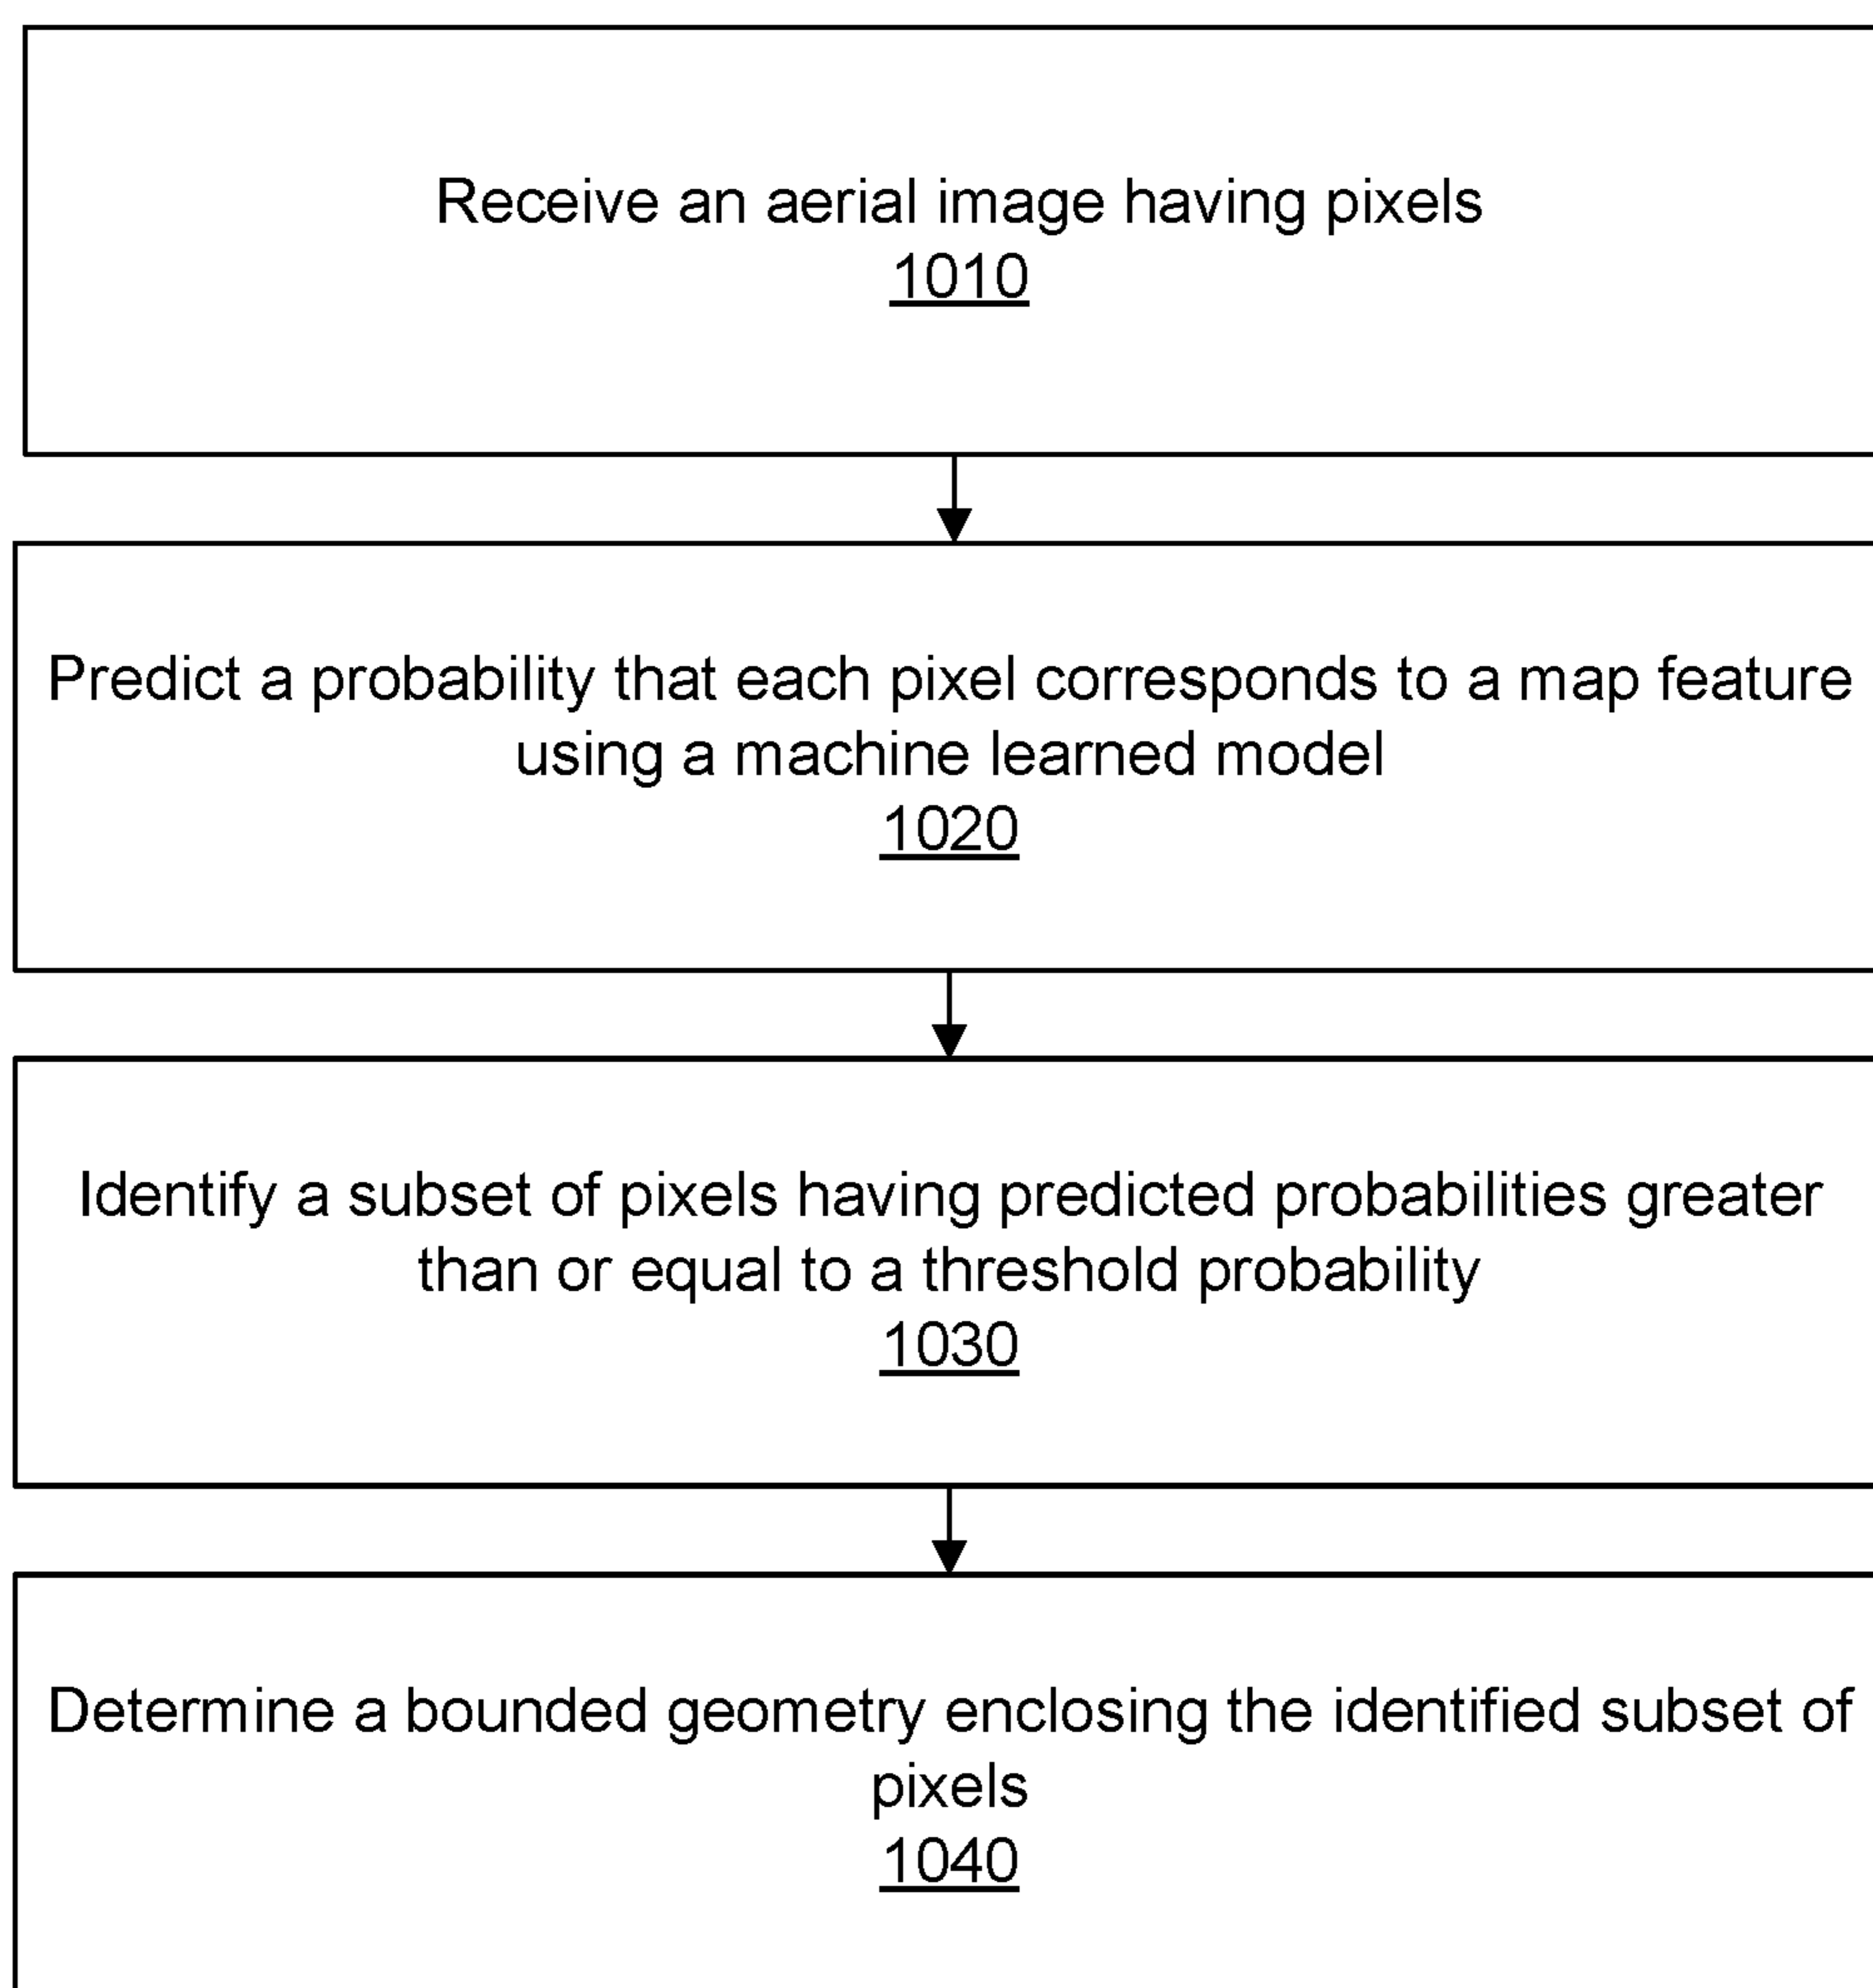 Receive an aerial image having pixels
1010
Predict a probability that each pixel corresponds to a map feature
using a machine learned model
1020
Identify a subset of pixels having predicted probabilities greater
than or equal to a threshold probability
1030
Determine a bounded geometry enclosing the identified subset of
pixels
1040